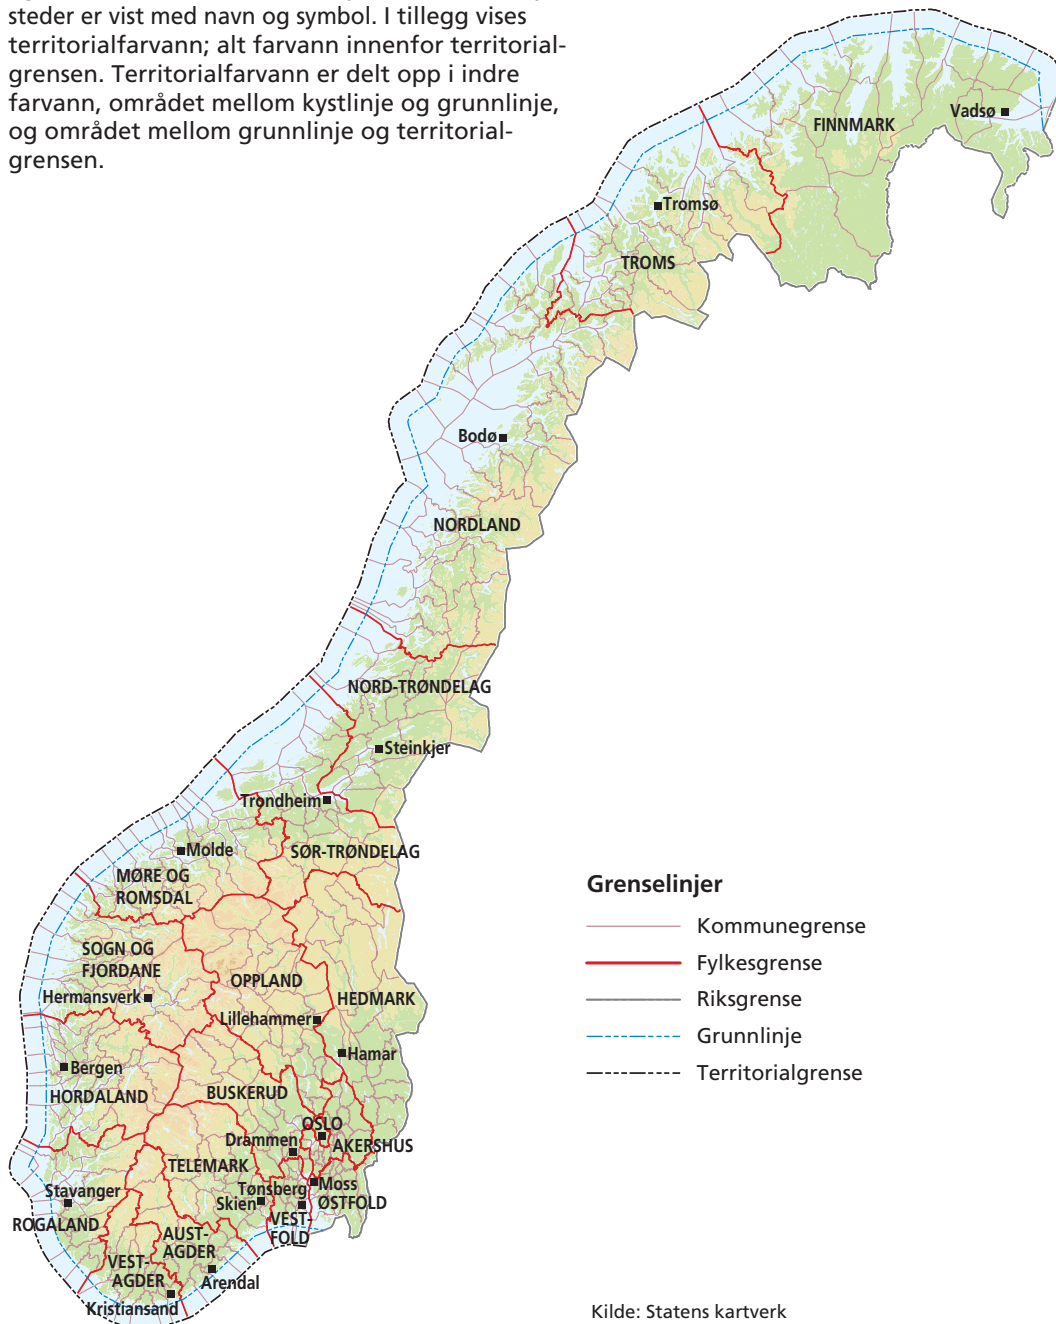 steder er vist med navn og symbol. I tillegg vises
territorialfarvann; alt farvann innenfor territorial-
grensen. Territorialfarvann er delt opp i indre
farvann, området mellom kystlinje og grunnlinje,
og området mellom grunnlinje og territorial-
grensen.
Vadsø
FINNMARK
Tromsø
TROMS
Bodø
NORDLAND
NORD-TRØNDELAG
Steinkjer
Trondheim
Molde
SØR-TRØNDELAG
MØRE OG
ROMSDAL
SOGN OG
FJORDANE
OPPLAND
Hermansverk
HEDMARK
Lillehammer
Hamar
Bergen
HORDALAND
BUSKERUD
OSLO
Drammen
AKERSHUS
TELEMARK
Stavanger
Tønsberg
Moss
Skien
ØSTFOLD
ROGALAND
VEST-
FOLD
AUST-
AGDER
VEST-
AGDER
Arendal
Kristiansand
Grenselinjer
Kommunegrense
Fylkesgrense
Riksgrense
Grunnlinje
Territorialgrense
Kilde: Statens kartverk